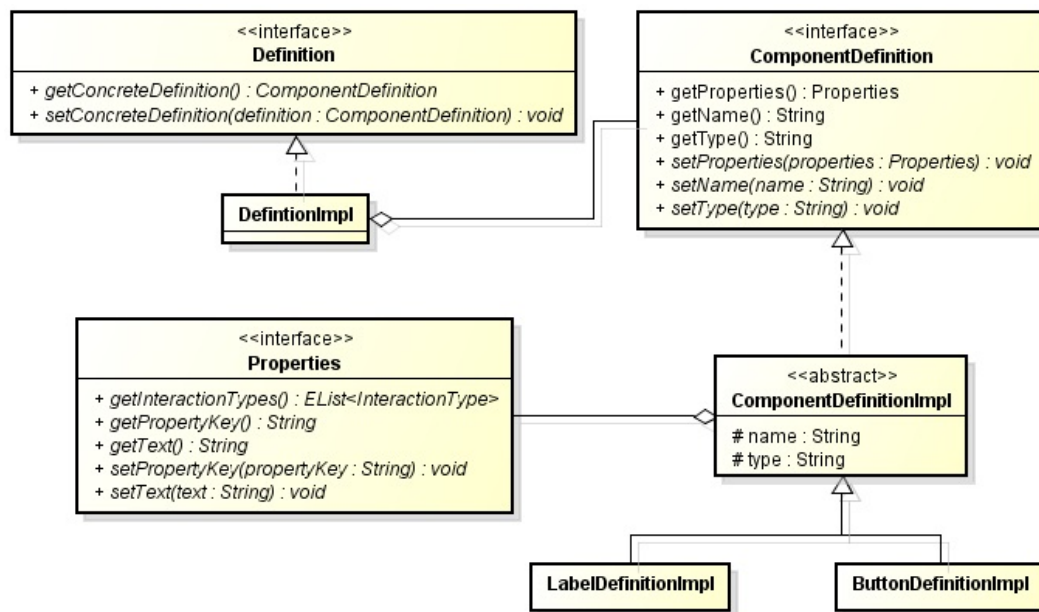 <<interface>>
Definition
+ getConcreteDefinition() : ComponentDefinition
+ setConcreteDefinition(definition : ComponentDefinition) : void
DefintionImpl
<<interface>>
ComponentDefinition
+ getProperties() : Properties
+ getName() : String
+ getType() : String
+ setProperties(properties : Properties) : void
+ setName(name : String) : void
+ setType(type : String) : void
<<interface>>
Properties
+ getInteractionTypes() : EList<InteractionType>
+ getPropertyKey() : String
+ getText() : String
+ setPropertyKey(propertyKey : String) : void
+ setText(text : String) : void
<<abstract>>
ComponentDefinitionImpl
# name : String
# type : String
LabelDefinitionImpl
ButtonDefinitionImpl